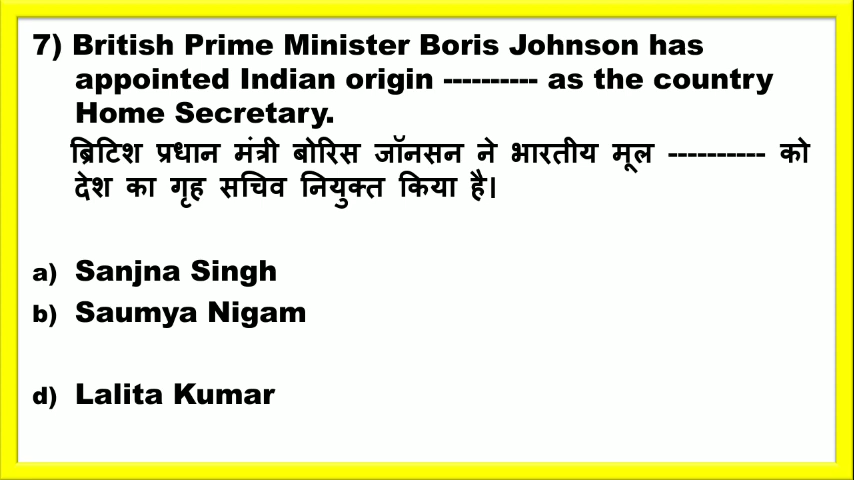 7) British Prime Minister Boris Johnson has
appointed Indian origin ---------- as the country
Home Secretary.
ब्रिटिश प्रधान मंत्री बोरिस जॉनसन ने भारतीय मूल ---------- को
देश का गृह सचिव नियुक्त किया है।
a) Sanjna Singh
b) Saumya Nigam
d) Lalita Kumar